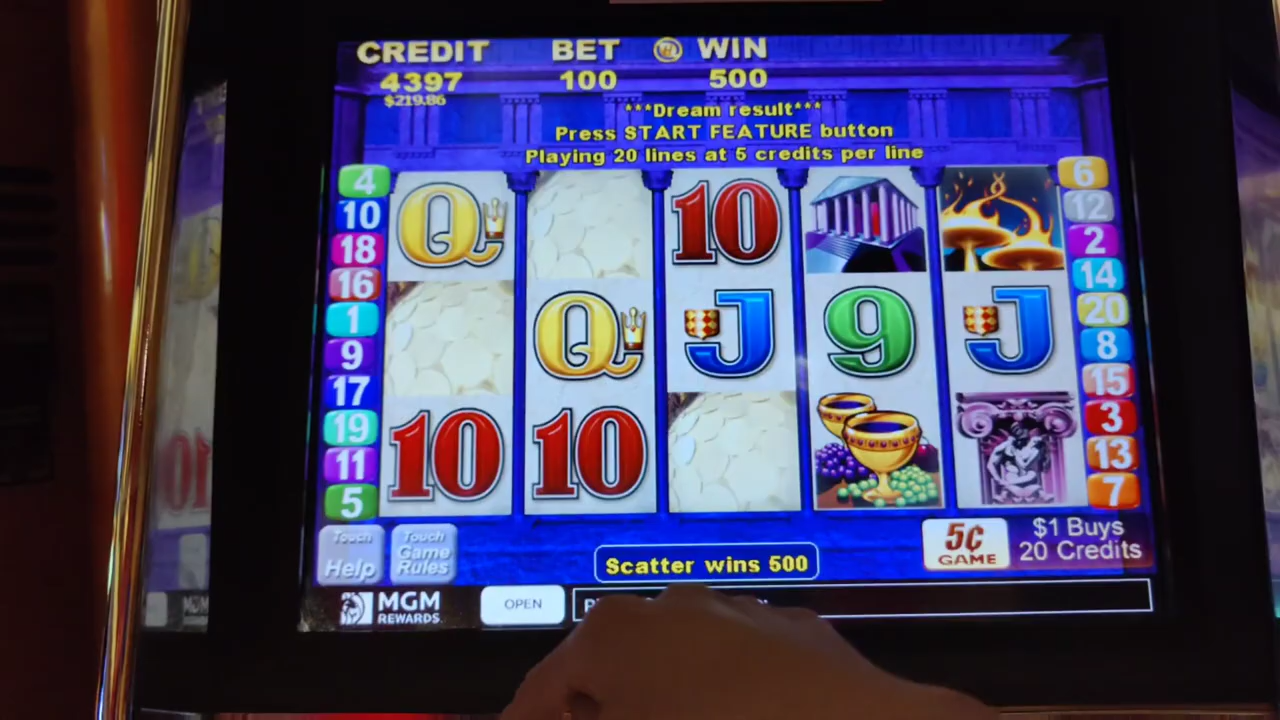 CREDIT BET WIN
4397 100 500
$219.86
***Dream result***
Press START FEATURE button
Playing 20 lines at 5 credits per line
4 Q 10 6
10 12
18 2
16 14
1 Q J 9 J 20
9 8
17 15
19 10 10 3
11 13
5 7
Touch Help
Touch Game Rules
Scatter wins 500
5¢ GAME
$1 Buys
20 Credits
MGM REWARDS
OPEN